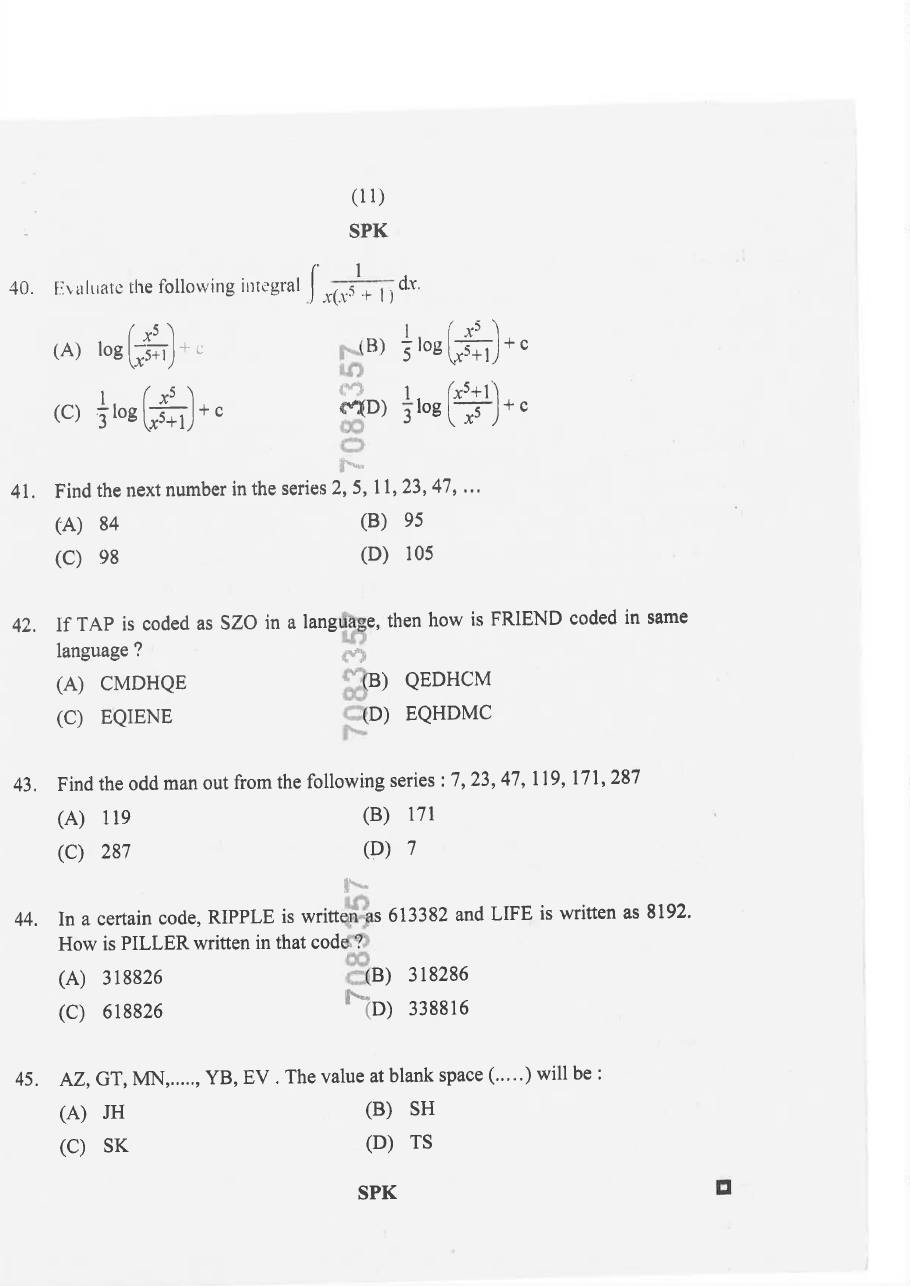 (11)
SPK
40. Evaluate the following integral ∫ 1/x(x⁵ + 1) dx.
(A) log (x⁵/x⁵⁺¹) + c (B) 1/5 log (x⁵/x⁵+1) + c
(C) 1/3 log (x⁵/x⁵+1) + c (D) 1/3 log (x⁵+1/x⁵) + c
41. Find the next number in the series 2, 5, 11, 23, 47, ...
(A) 84 (B) 95
(C) 98 (D) 105
42. If TAP is coded as SZO in a language, then how is FRIEND coded in same
language ?
(A) CMDHQE (B) QEDHCM
(C) EQIENE (D) EQHDMC
43. Find the odd man out from the following series : 7, 23, 47, 119, 171, 287
(A) 119 (B) 171
(C) 287 (D) 7
44. In a certain code, RIPPLE is written as 613382 and LIFE is written as 8192.
How is PILLER written in that code ?
(A) 318826 (B) 318286
(C) 618826 (D) 338816
45. AZ, GT, MN,....., YB, EV . The value at blank space (.....) will be :
(A) JH (B) SH
(C) SK (D) TS
SPK
7083357
7083357
7083357